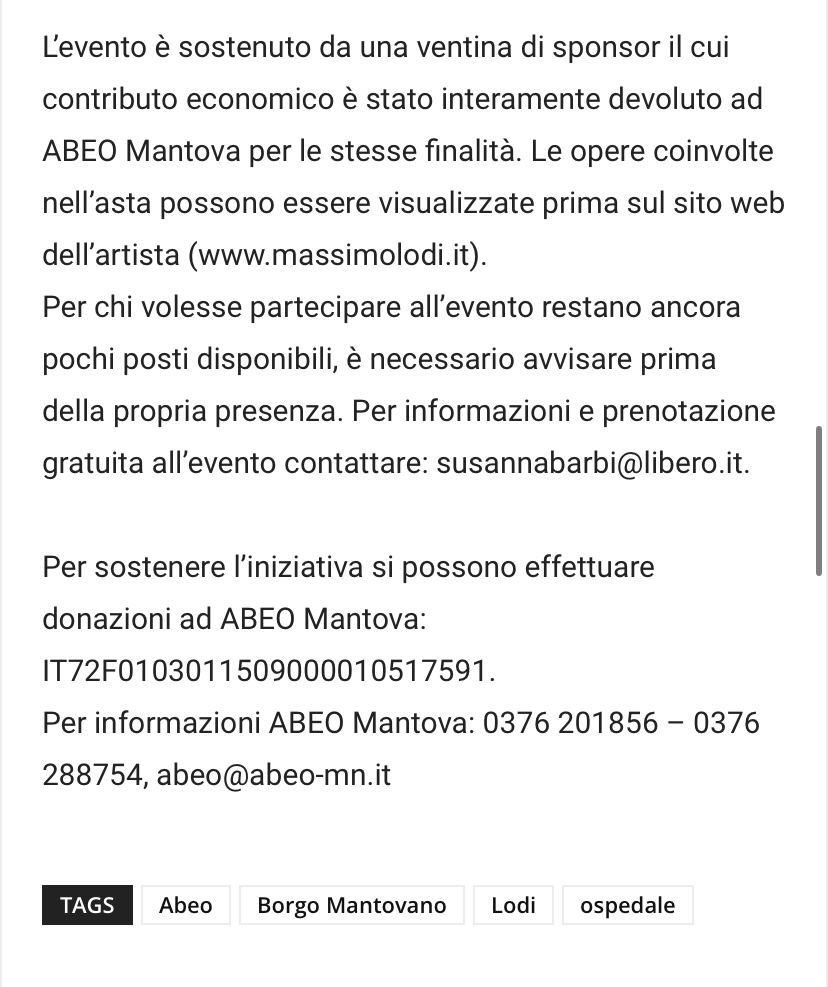 L’evento è sostenuto da una ventina di sponsor il cui
contributo economico è stato interamente devoluto ad
ABEO Mantova per le stesse finalità. Le opere coinvolte
nell’asta possono essere visualizzate prima sul sito web
dell’artista (www.massimolodi.it).
Per chi volesse partecipare all’evento restano ancora
pochi posti disponibili, è necessario avvisare prima
della propria presenza. Per informazioni e prenotazione
gratuita all’evento contattare: susannabarbi@libero.it.
Per sostenere l’iniziativa si possono effettuare
donazioni ad ABEO Mantova:
IT72F0103011509000010517591.
Per informazioni ABEO Mantova: 0376 201856 – 0376
288754, abeo@abeo-mn.it
TAGS Abeo Borgo Mantovano Lodi ospedale